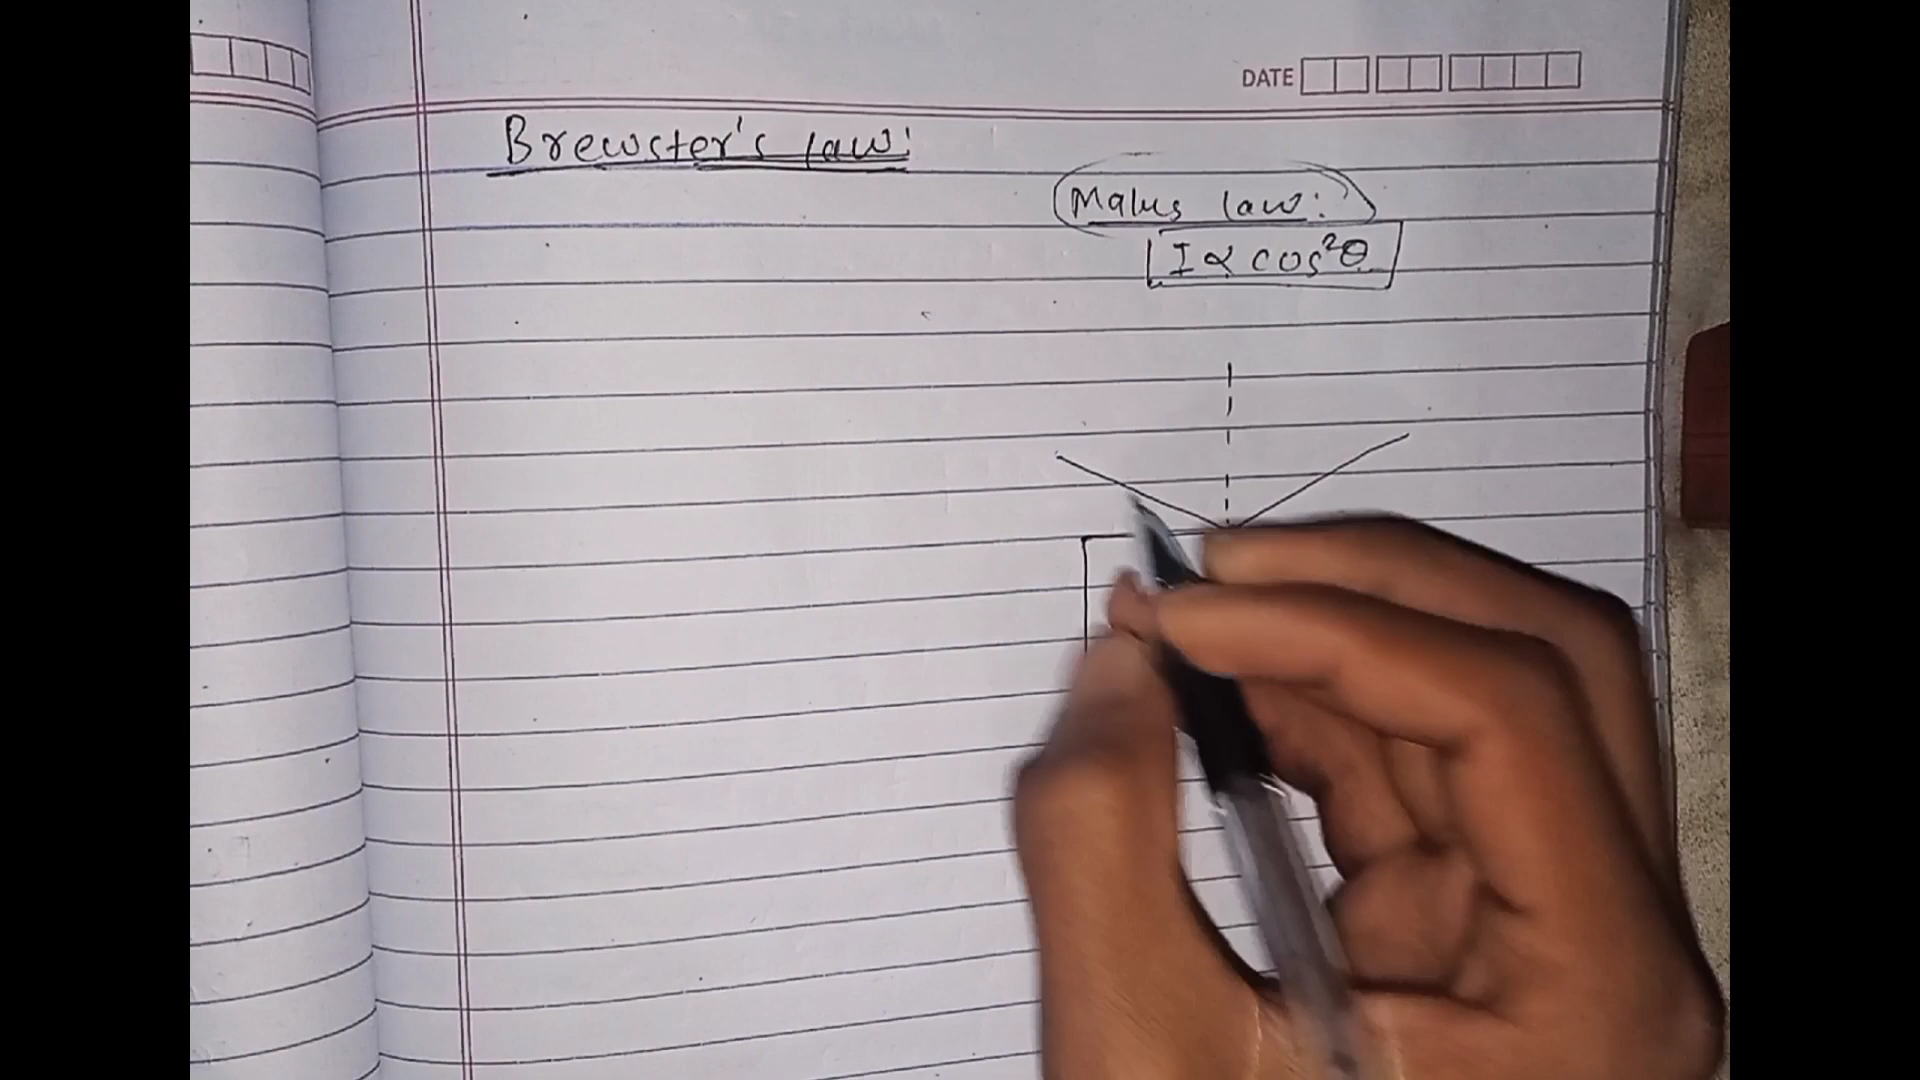 DATE
Brewster's law:
Malus law:
I ∝ cos²θ